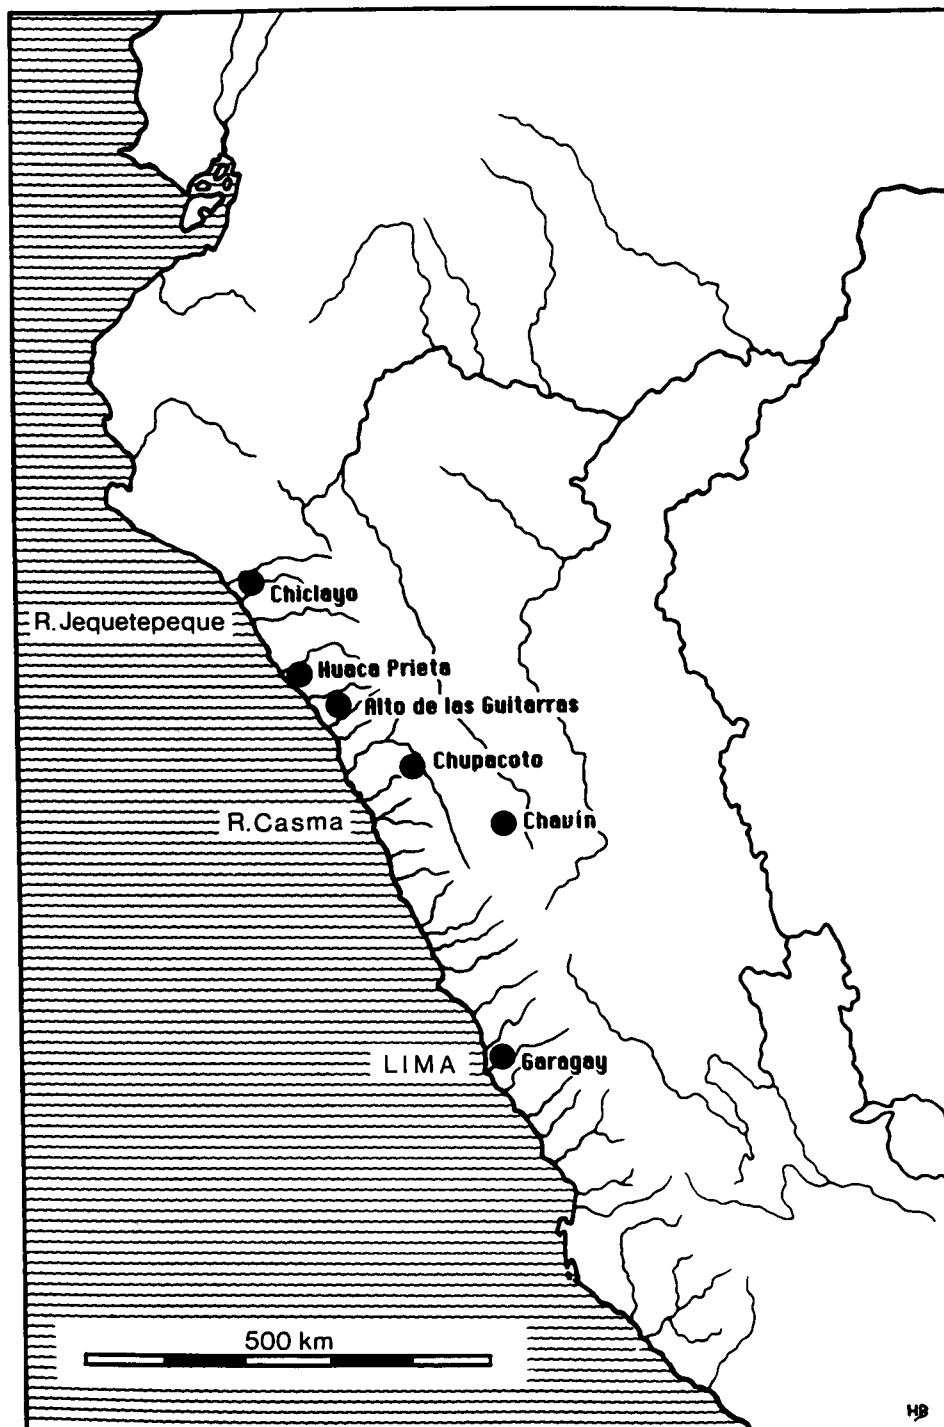 Chiclayo
R. Jequetepeque
Huaca Prieta
Alto de las Guitarras
Chupacoto
R. Casma
Chavín
LIMA
Garagay
500 km
HB